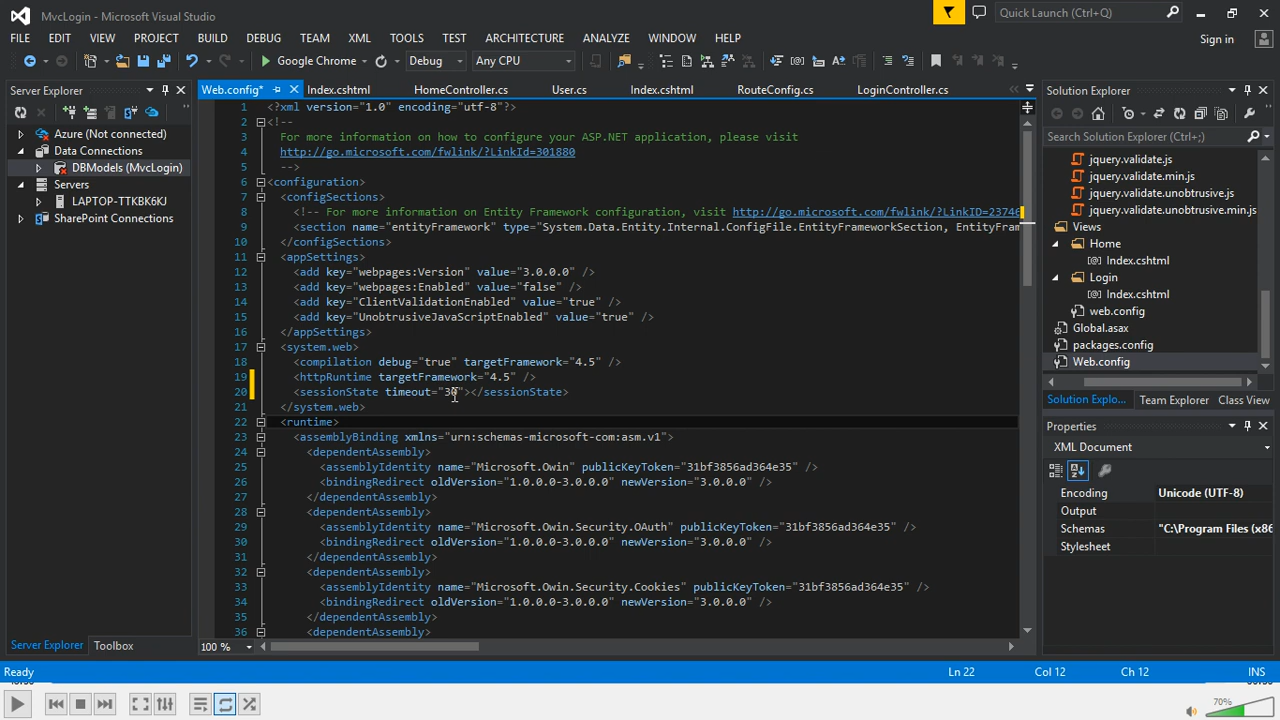 MvcLogin - Microsoft Visual Studio
Quick Launch (Ctrl+Q)
FILE EDIT VIEW PROJECT BUILD DEBUG TEAM XML TOOLS TEST ARCHITECTURE ANALYZE WINDOW HELP
Sign in
Google Chrome Debug Any CPU
Server Explorer
Azure (Not connected)
Data Connections
DBModels (MvcLogin)
Servers
LAPTOP-TTKBK6KJ
SharePoint Connections
Server Explorer Toolbox
Web.config* Index.cshtml HomeController.cs User.cs Index.cshtml RouteConfig.cs LoginController.cs
1 <?xml version="1.0" encoding="utf-8"?>
2 <!--
3 For more information on how to configure your ASP.NET application, please visit
4 http://go.microsoft.com/fwlink/?LinkId=301880
5 -->
6 <configuration>
7 <configSections>
8 <!-- For more information on Entity Framework configuration, visit http://go.microsoft.com/fwlink/?LinkID=23746
9 <section name="entityFramework" type="System.Data.Entity.Internal.ConfigFile.EntityFrameworkSection, EntityFram
10 </configSections>
11 <appSettings>
12 <add key="webpages:Version" value="3.0.0.0" />
13 <add key="webpages:Enabled" value="false" />
14 <add key="ClientValidationEnabled" value="true" />
15 <add key="UnobtrusiveJavaScriptEnabled" value="true" />
16 </appSettings>
17 <system.web>
18 <compilation debug="true" targetFramework="4.5" />
19 <httpRuntime targetFramework="4.5" />
20 <sessionState timeout="30"></sessionState>
21 </system.web>
22 <runtime>
23 <assemblyBinding xmlns="urn:schemas-microsoft-com:asm.v1">
24 <dependentAssembly>
25 <assemblyIdentity name="Microsoft.Owin" publicKeyToken="31bf3856ad364e35" />
26 <bindingRedirect oldVersion="1.0.0.0-3.0.0.0" newVersion="3.0.0.0" />
27 </dependentAssembly>
28 <dependentAssembly>
29 <assemblyIdentity name="Microsoft.Owin.Security.OAuth" publicKeyToken="31bf3856ad364e35" />
30 <bindingRedirect oldVersion="1.0.0.0-3.0.0.0" newVersion="3.0.0.0" />
31 </dependentAssembly>
32 <dependentAssembly>
33 <assemblyIdentity name="Microsoft.Owin.Security.Cookies" publicKeyToken="31bf3856ad364e35" />
34 <bindingRedirect oldVersion="1.0.0.0-3.0.0.0" newVersion="3.0.0.0" />
35 </dependentAssembly>
36 <dependentAssembly>
100 %
Solution Explorer
Search Solution Explorer (Ctrl+;)
jquery.validate.js
jquery.validate.min.js
jquery.validate.unobtrusive.js
jquery.validate.unobtrusive.min.js
Views
Home
Index.cshtml
Login
Index.cshtml
web.config
Global.asax
packages.config
Web.config
Solution Explo... Team Explorer Class View
Properties
XML Document
Encoding Unicode (UTF-8)
Output
Schemas "C:\Program Files (x86
Stylesheet
Ready Ln 22 Col 12 Ch 12 INS
70%